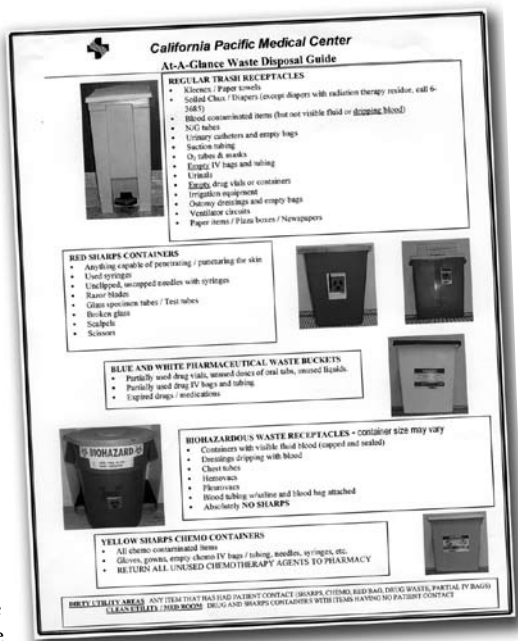 California Pacific Medical Center
At-A-Glance Waste Disposal Guide
REGULAR TRASH RECEPTACLES
• Kleenex / Paper towels
• Soiled Chux / Diapers (except diapers with radiation therapy residue, call 6-
3685)
• Blood contaminated items (but not visible fluid or dripping blood)
• N/G tubes
• Urinary catheters and empty bags
• Suction tubing
• O₂ tubes & masks
• Empty IV bags and tubing
• Urinals
• Empty drug vials or containers
• Irrigation equipment
• Ostomy dressings and empty bags
• Ventilator circuits
• Paper items / Pizza boxes / Newspapers
RED SHARPS CONTAINERS
• Anything capable of penetrating / puncturing the skin
• Used syringes
• Unclipped, uncapped needles with syringes
• Razor blades
• Glass specimen tubes / Test tubes
• Broken glass
• Scalpels
• Scissors
BLUE AND WHITE PHARMACEUTICAL WASTE BUCKETS
• Partially used drug vials, unused doses of oral tabs, unused liquids.
• Partially used drug IV bags and tubing
• Expired drugs / medications
BIOHAZARD
BIOHAZARDOUS WASTE RECEPTACLES - container size may vary
• Containers with visible fluid blood (capped and sealed)
• Dressings dripping with blood
• Chest tubes
• Hemovacs
• Pleurovacs
• Blood tubing w/saline and blood bag attached
• Absolutely NO SHARPS
YELLOW SHARPS CHEMO CONTAINERS
• All chemo contaminated items
• Gloves, gowns, empty chemo IV bags / tubing, needles, syringes, etc.
• RETURN ALL UNUSED CHEMOTHERAPY AGENTS TO PHARMACY
DIRTY UTILITY AREAS: ANY ITEM THAT HAS HAD PATIENT CONTACT (SHARPS, CHEMO, RED BAG, DRUG WASTE, PARTIAL IV BAGS)
CLEAN UTILITY / MED ROOM: DRUG AND SHARPS CONTAINERS WITH ITEMS HAVING NO PATIENT CONTACT